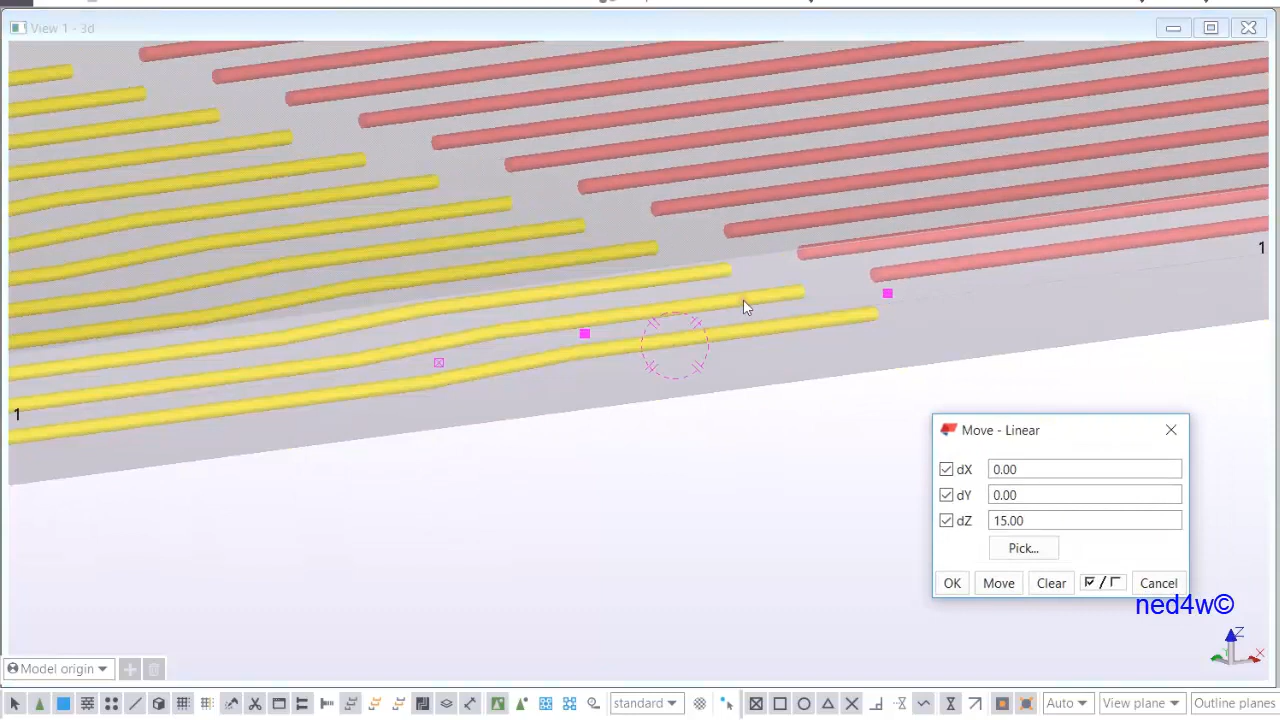 View 1 - 3d
1
1
Move - Linear
dX 0.00
dY 0.00
dZ 15.00
Pick...
OK Move Clear / Cancel
ned4w©
Z
X
Model origin
standard Auto View plane Outline planes